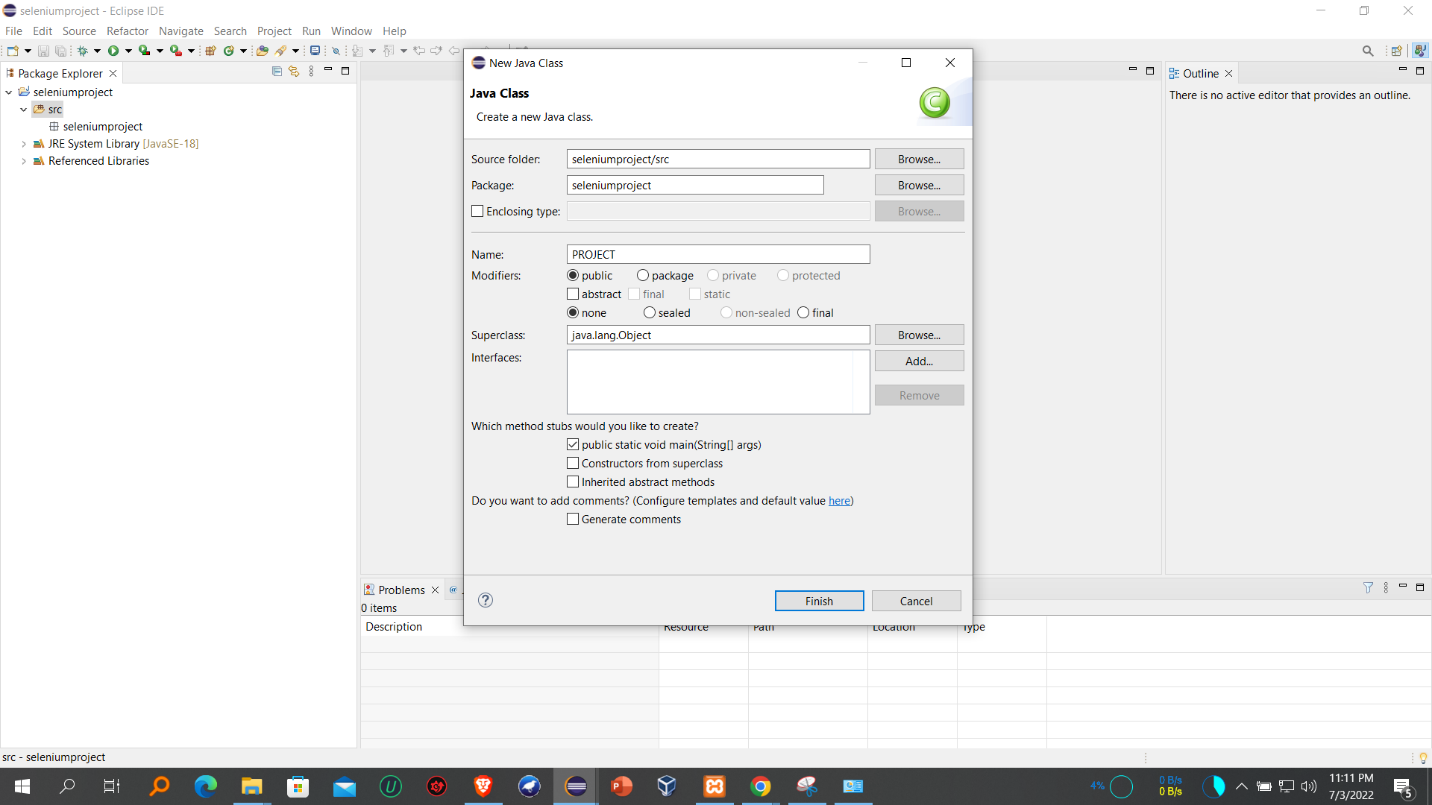 seleniumproject - Eclipse IDE
File Edit Source Refactor Navigate Search Project Run Window Help
Package Explorer
seleniumproject
src
seleniumproject
JRE System Library [JavaSE-18]
Referenced Libraries
New Java Class
Java Class
Create a new Java class.
Source folder: seleniumproject/src Browse...
Package: seleniumproject Browse...
Enclosing type: Browse...
Name: PROJECT
Modifiers: public package private protected
abstract final static
none sealed non-sealed final
Superclass: java.lang.Object Browse...
Interfaces: Add...
Remove
Which method stubs would you like to create?
public static void main(String[] args)
Constructors from superclass
Inherited abstract methods
Do you want to add comments? (Configure templates and default value here)
Generate comments
Finish Cancel
Outline
There is no active editor that provides an outline.
Problems
0 items
Description Resource Path Location Type
src - seleniumproject
4% 0 B/s
0 B/s
11:11 PM
7/3/2022
5